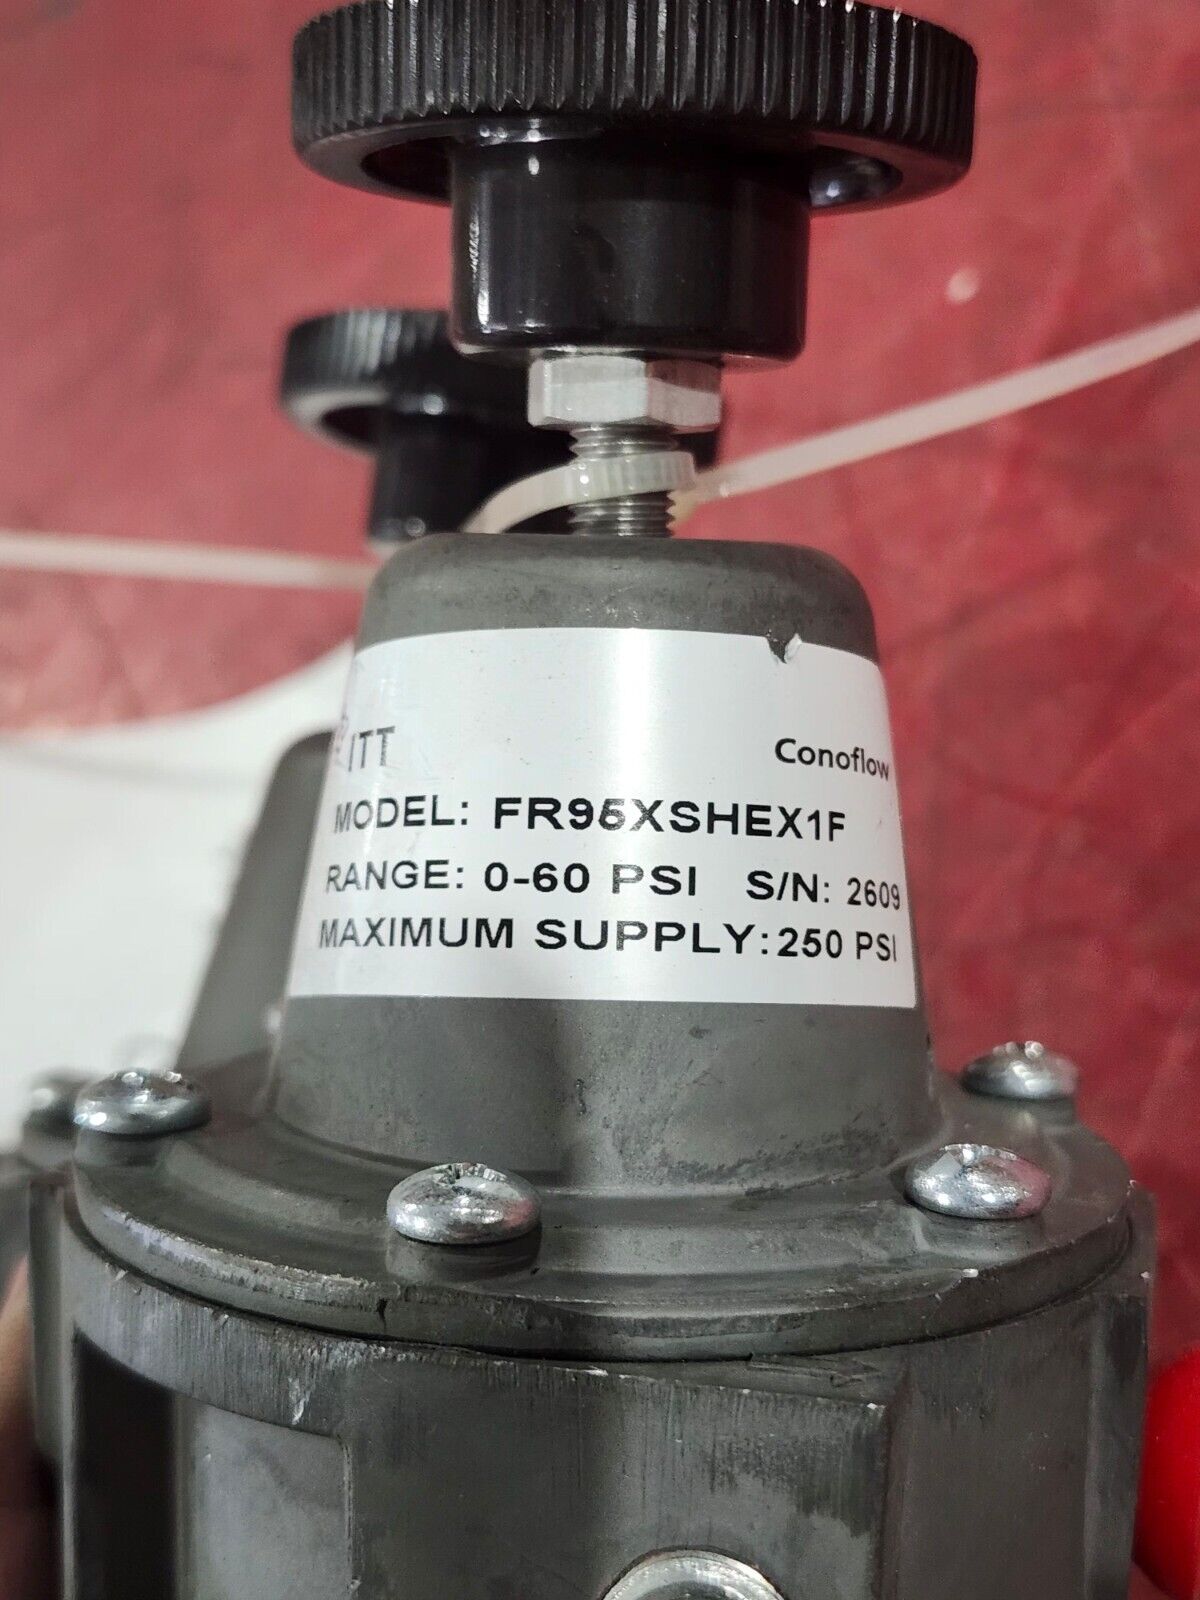 ITT Conoflow
MODEL: FR95XSHEX1F
RANGE: 0-60 PSI S/N: 2609
MAXIMUM SUPPLY: 250 PSI